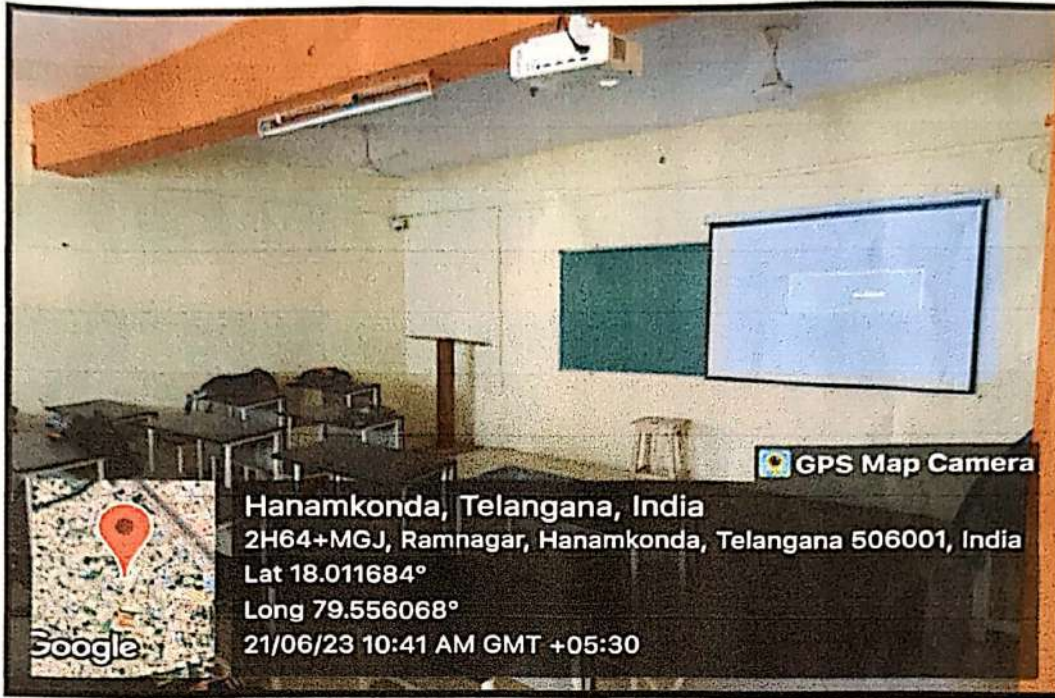 GPS Map Camera
Hanamkonda, Telangana, India
2H64+MGJ, Ramnagar, Hanamkonda, Telangana 506001, India
Lat 18.011684°
Long 79.556068°
21/06/23 10:41 AM GMT +05:30
Google